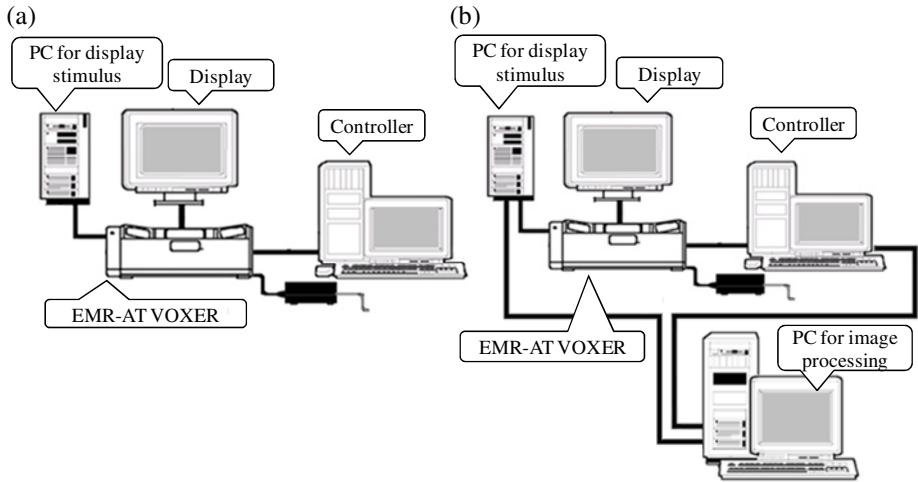 (a)
PC for display
stimulus
Display
Controller
EMR-AT VOXER
(b)
PC for display
stimulus
Display
Controller
EMR-AT VOXER
PC for image
processing